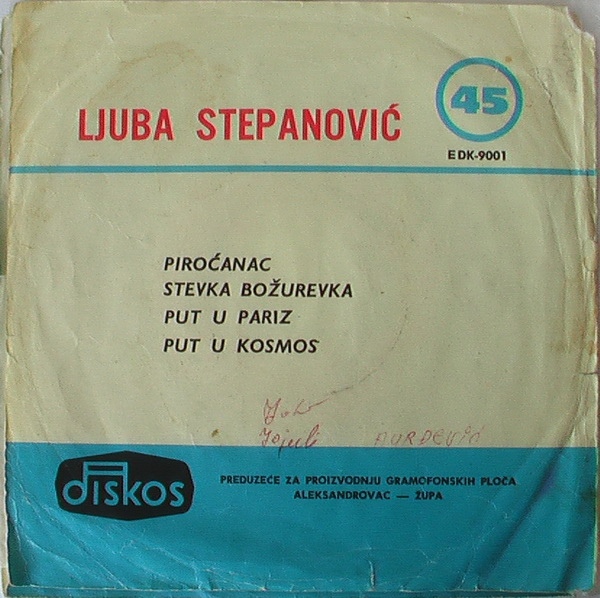 LJUBA STEPANOVIĆ
45
EDK-9001
PIROĆANAC
STEVKA BOŽUREVKA
PUT U PARIZ
PUT U KOSMOS
diskos
PREDUZEĆE ZA PROIZVODNJU GRAMOFONSKIH PLOČA
ALEKSANDROVAC — ŽUPA